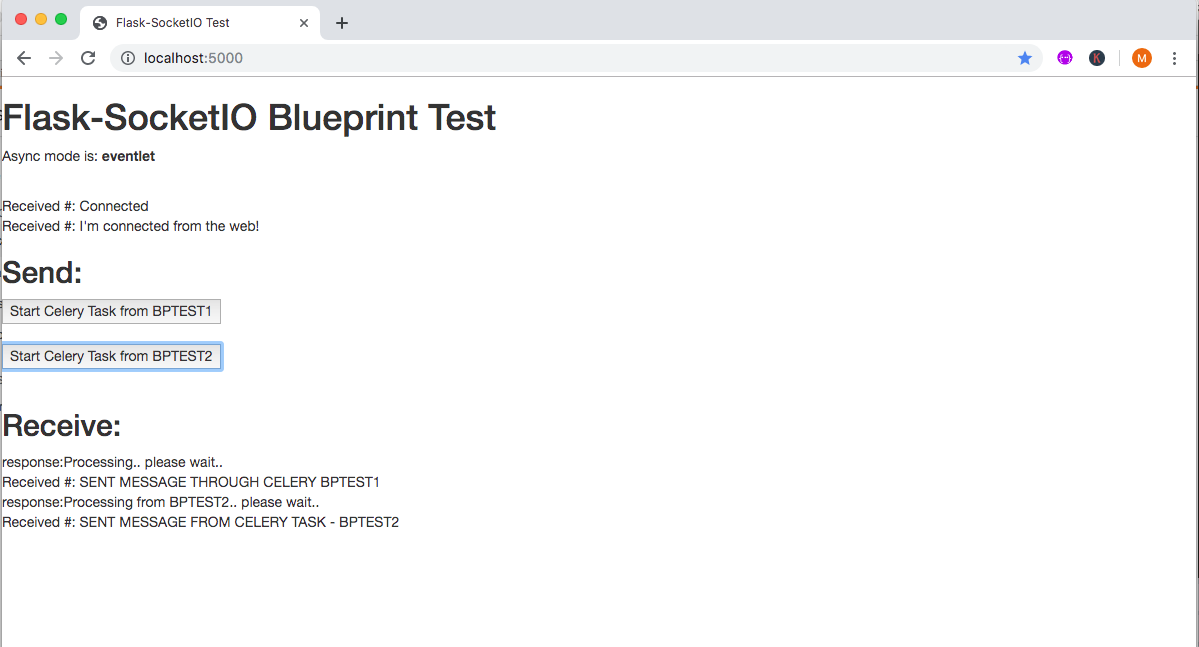 Flask-SocketIO Test
localhost:5000
M
Flask-SocketIO Blueprint Test
Async mode is: eventlet
Received #: Connected
Received #: I'm connected from the web!
Send:
Start Celery Task from BPTEST1
Start Celery Task from BPTEST2
Receive:
response:Processing.. please wait..
Received #: SENT MESSAGE THROUGH CELERY BPTEST1
response:Processing from BPTEST2.. please wait..
Received #: SENT MESSAGE FROM CELERY TASK - BPTEST2